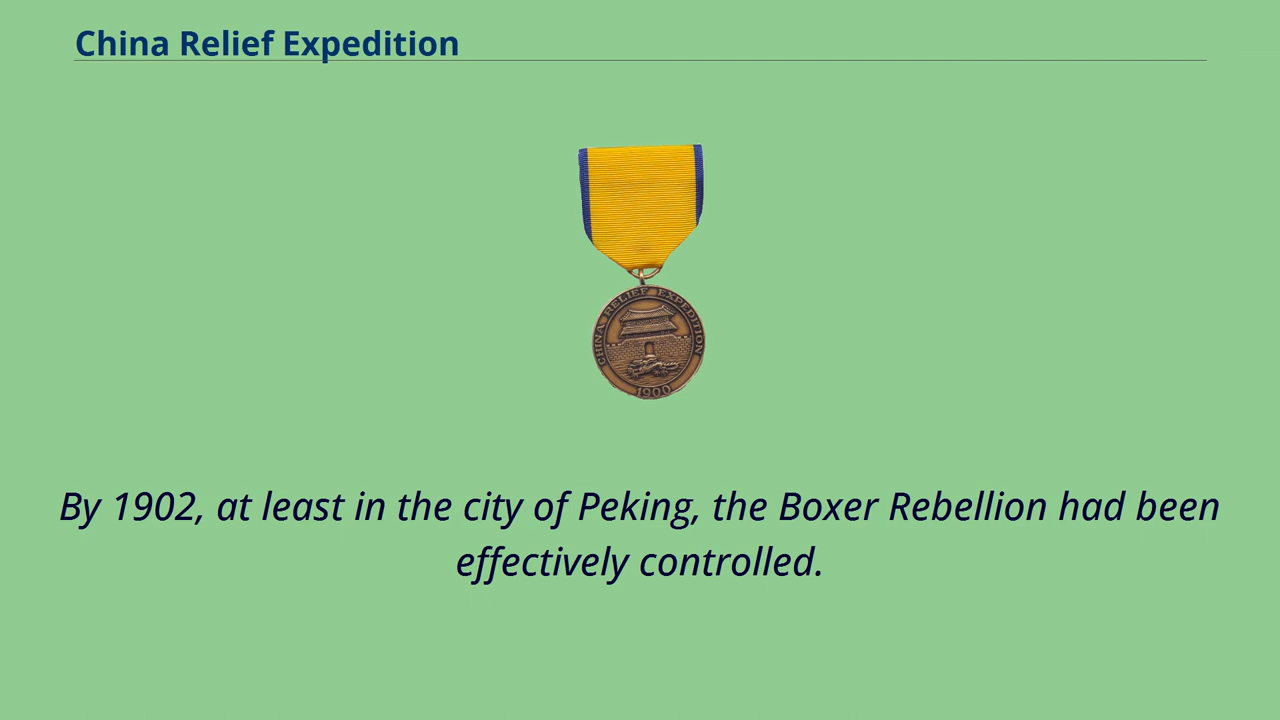 China Relief Expedition
CHINA RELIEF EXPEDITION
1900
By 1902, at least in the city of Peking, the Boxer Rebellion had been
effectively controlled.